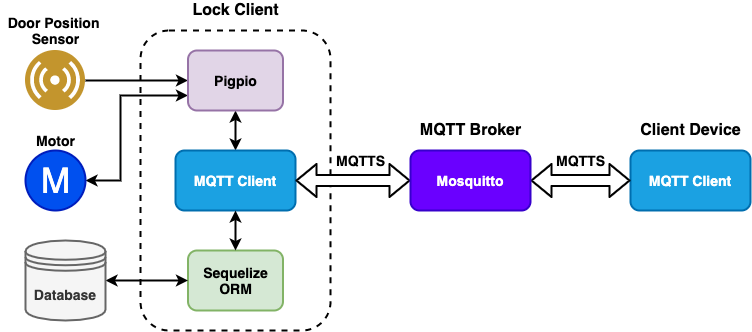 Lock Client
Door Position
Sensor
Pigpio
Motor
M
MQTT Client
MQTTS
MQTT Broker
Mosquitto
MQTTS
Client Device
MQTT Client
Database
Sequelize
ORM